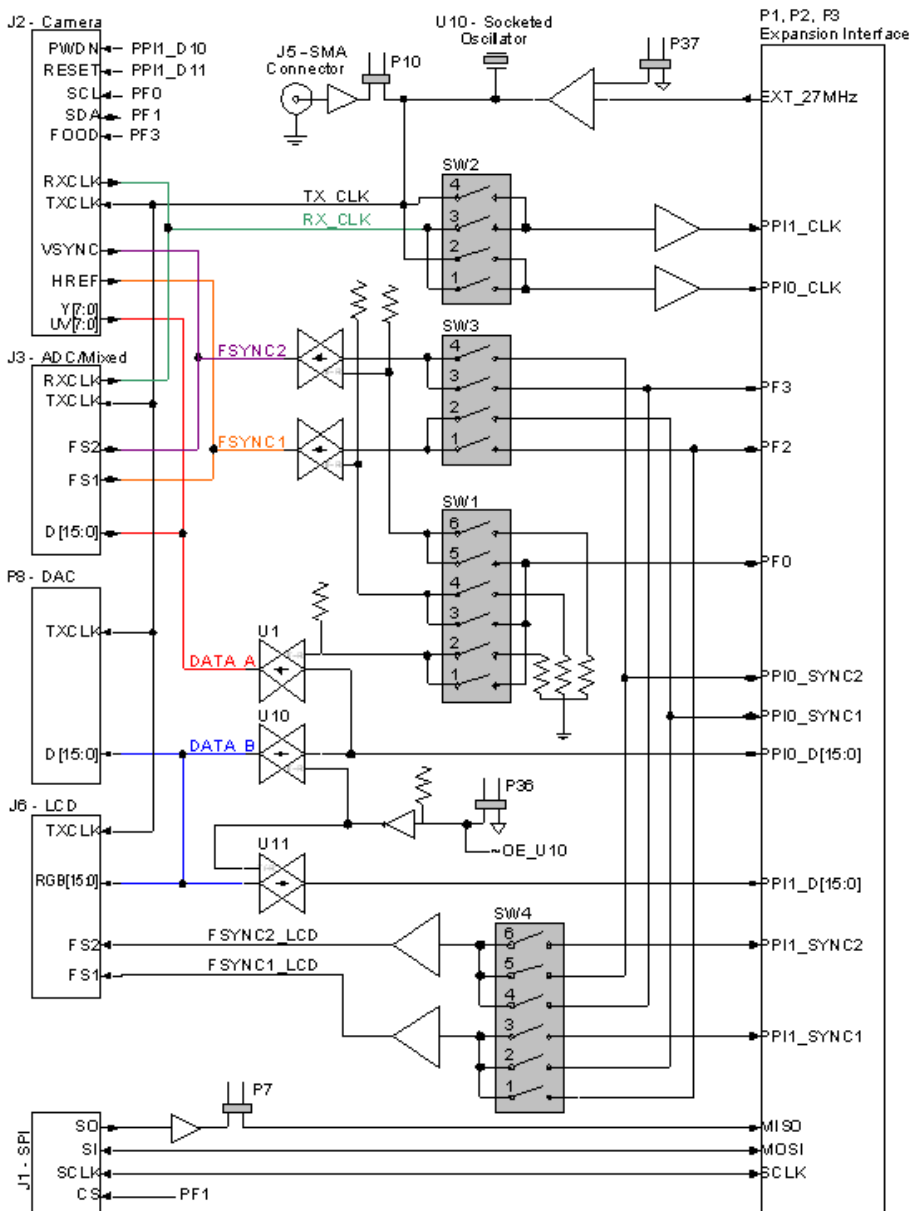 J2 - Camera
PWDN
PPI1_D10
RESET
PPI1_D11
SCL
PF0
SDA
PF1
FOOD
PF3
RXCLK
TXCLK
VSYNC
HREF
Y[7:0]
UV[7:0]
J5 - SMA
Connector
P10
U10 - Socketed
Oscillator
P37
P1, P2, P3
Expansion Interface
EXT_27MHz
SW2
4
3
2
1
TX_CLK
RX_CLK
PPI1_CLK
PPI0_CLK
J3 - ADC/Mixed
RXCLK
TXCLK
FS2
FS1
D[15:0]
FSYNC2
FSYNC1
SW3
4
3
2
1
PF3
PF2
SW1
6
5
4
3
2
1
PF0
P8 - DAC
TXCLK
D[15:0]
DATA A
U1
DATA B
U10
PPI0_SYNC2
PPI0_SYNC1
PPI0_D[15:0]
J6 - LCD
TXCLK
RGB[15:0]
FS2
FS1
U11
P36
~OE_U10
PPI1_D[15:0]
FSYNC2_LCD
FSYNC1_LCD
SW4
6
5
4
3
2
1
PPI1_SYNC2
PPI1_SYNC1
J1 - SPI
SO
SI
SCLK
CS
PF1
P7
MISO
MOSI
SCLK